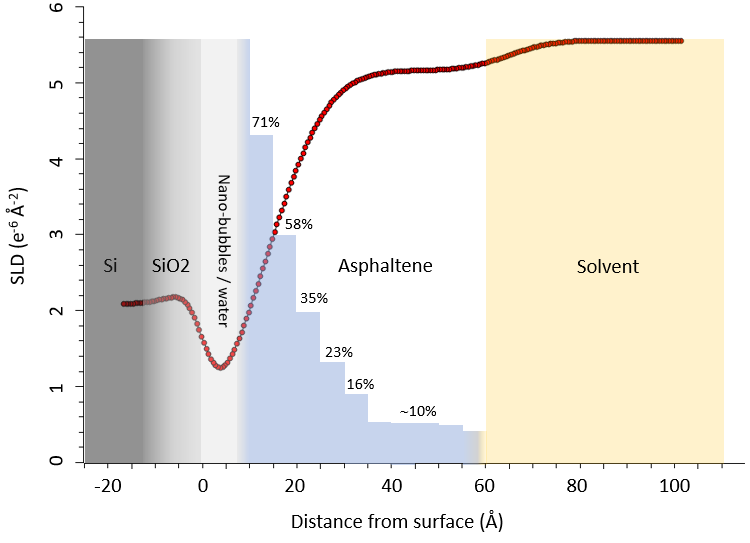 6
5
4
3
2
1
0
SLD (e⁻⁶ Å⁻²)
71%
58%
35%
23%
16%
~10%
Si
SiO2
Nano-bubbles / water
Asphaltene
Solvent
-20
0
20
40
60
80
100
Distance from surface (Å)